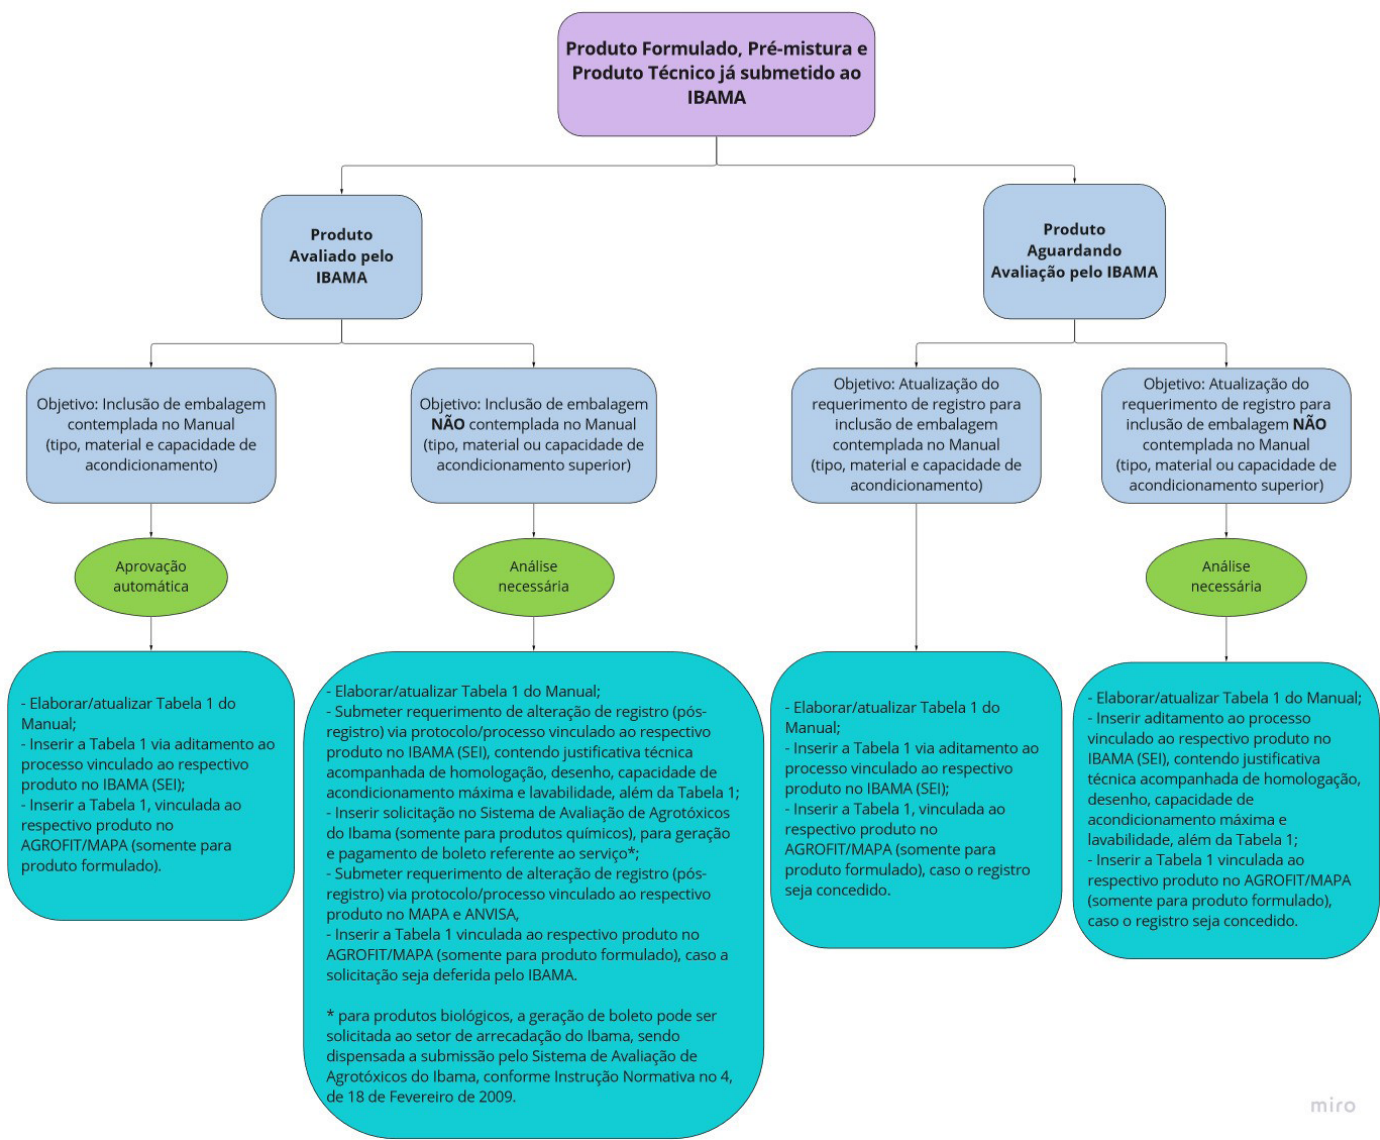 Produto Formulado, Pré-mistura e
Produto Técnico já submetido ao
IBAMA
Produto
Avaliado pelo
IBAMA
Produto
Aguardando
Avaliação pelo IBAMA
Objetivo: Inclusão de embalagem
contemplada no Manual
(tipo, material e capacidade de
acondicionamento)
Objetivo: Inclusão de embalagem
NÃO contemplada no Manual
(tipo, material ou capacidade de
acondicionamento superior)
Objetivo: Atualização do
requerimento de registro para
inclusão de embalagem
contemplada no Manual
(tipo, material e capacidade de
acondicionamento)
Objetivo: Atualização do
requerimento de registro para
inclusão de embalagem NÃO
contemplada no Manual
(tipo, material ou capacidade de
acondicionamento superior)
Aprovação
automática
Análise
necessária
Análise
necessária
- Elaborar/atualizar Tabela 1 do
Manual;
- Inserir a Tabela 1 via aditamento ao
processo vinculado ao respectivo
produto no IBAMA (SEI);
- Inserir a Tabela 1, vinculada ao
respectivo produto no
AGROFIT/MAPA (somente para
produto formulado).
- Elaborar/atualizar Tabela 1 do Manual;
- Submeter requerimento de alteração de registro (pós-
registro) via protocolo/processo vinculado ao respectivo
produto no IBAMA (SEI), contendo justificativa técnica
acompanhada de homologação, desenho, capacidade de
acondicionamento máxima e lavabilidade, além da Tabela 1;
- Inserir solicitação no Sistema de Avaliação de Agrotóxicos
do Ibama (somente para produtos químicos), para geração
e pagamento de boleto referente ao serviço*;
- Submeter requerimento de alteração de registro (pós-
registro) via protocolo/processo vinculado ao respectivo
produto no MAPA e ANVISA,
- Inserir a Tabela 1 vinculada ao respectivo produto no
AGROFIT/MAPA (somente para produto formulado), caso a
solicitação seja deferida pelo IBAMA.
* para produtos biológicos, a geração de boleto pode ser
solicitada ao setor de arrecadação do Ibama, sendo
dispensada a submissão pelo Sistema de Avaliação de
Agrotóxicos do Ibama, conforme Instrução Normativa no 4,
de 18 de Fevereiro de 2009.
- Elaborar/atualizar Tabela 1 do
Manual;
- Inserir a Tabela 1 via aditamento ao
processo vinculado ao respectivo
produto no IBAMA (SEI);
- Inserir a Tabela 1, vinculada ao
respectivo produto no
AGROFIT/MAPA (somente para
produto formulado), caso o registro
seja concedido.
- Elaborar/atualizar Tabela 1 do Manual;
- Inserir aditamento ao processo
vinculado ao respectivo produto no
IBAMA (SEI), contendo justificativa
técnica acompanhada de homologação,
desenho, capacidade de
acondicionamento máxima e
lavabilidade, além da Tabela 1;
- Inserir a Tabela 1 vinculada ao
respectivo produto no AGROFIT/MAPA
(somente para produto formulado),
caso o registro seja concedido.
miro